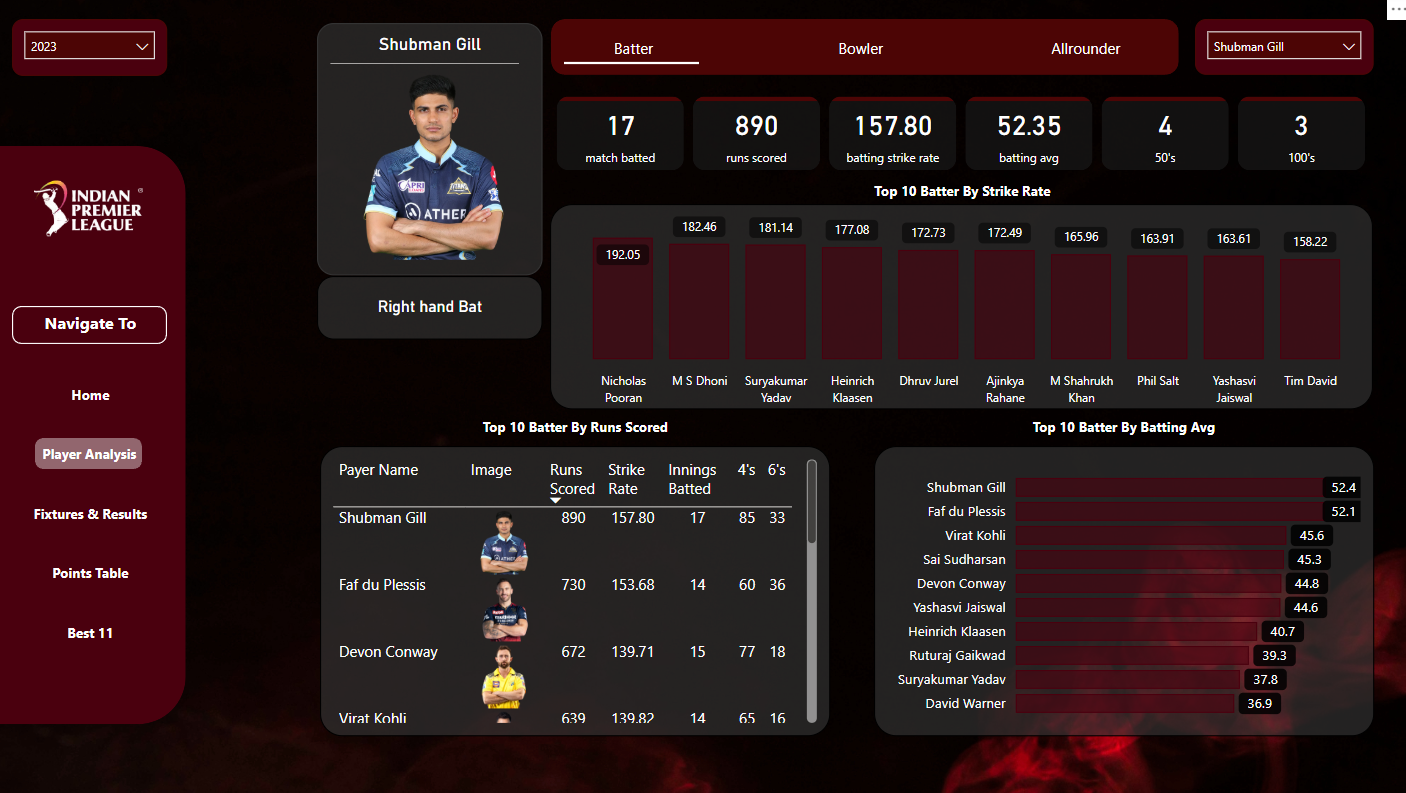 2023
Shubman Gill
Batter
Bowler
Allrounder
Shubman Gill
17
match batted
890
runs scored
157.80
batting strike rate
52.35
batting avg
4
50's
3
100's
INDIAN
PREMIER
LEAGUE
Navigate To
Home
Player Analysis
Fixtures & Results
Points Table
Best 11
ATHER
Right hand Bat
Top 10 Batter By Strike Rate
192.05
182.46
181.14
177.08
172.73
172.49
165.96
163.91
163.61
158.22
Nicholas
Pooran
M S Dhoni
Suryakumar
Yadav
Heinrich
Klaasen
Dhruv Jurel
Ajinkya
Rahane
M Shahrukh
Khan
Phil Salt
Yashasvi
Jaiswal
Tim David
Top 10 Batter By Runs Scored
Payer Name Image Runs Scored Strike Rate Innings Batted 4's 6's
Shubman Gill 890 157.80 17 85 33
Faf du Plessis 730 153.68 14 60 36
Devon Conway 672 139.71 15 77 18
Virat Kohli 639 139.82 14 65 16
Top 10 Batter By Batting Avg
Shubman Gill 52.4
Faf du Plessis 52.1
Virat Kohli 45.6
Sai Sudharsan 45.3
Devon Conway 44.8
Yashasvi Jaiswal 44.6
Heinrich Klaasen 40.7
Ruturaj Gaikwad 39.3
Suryakumar Yadav 37.8
David Warner 36.9